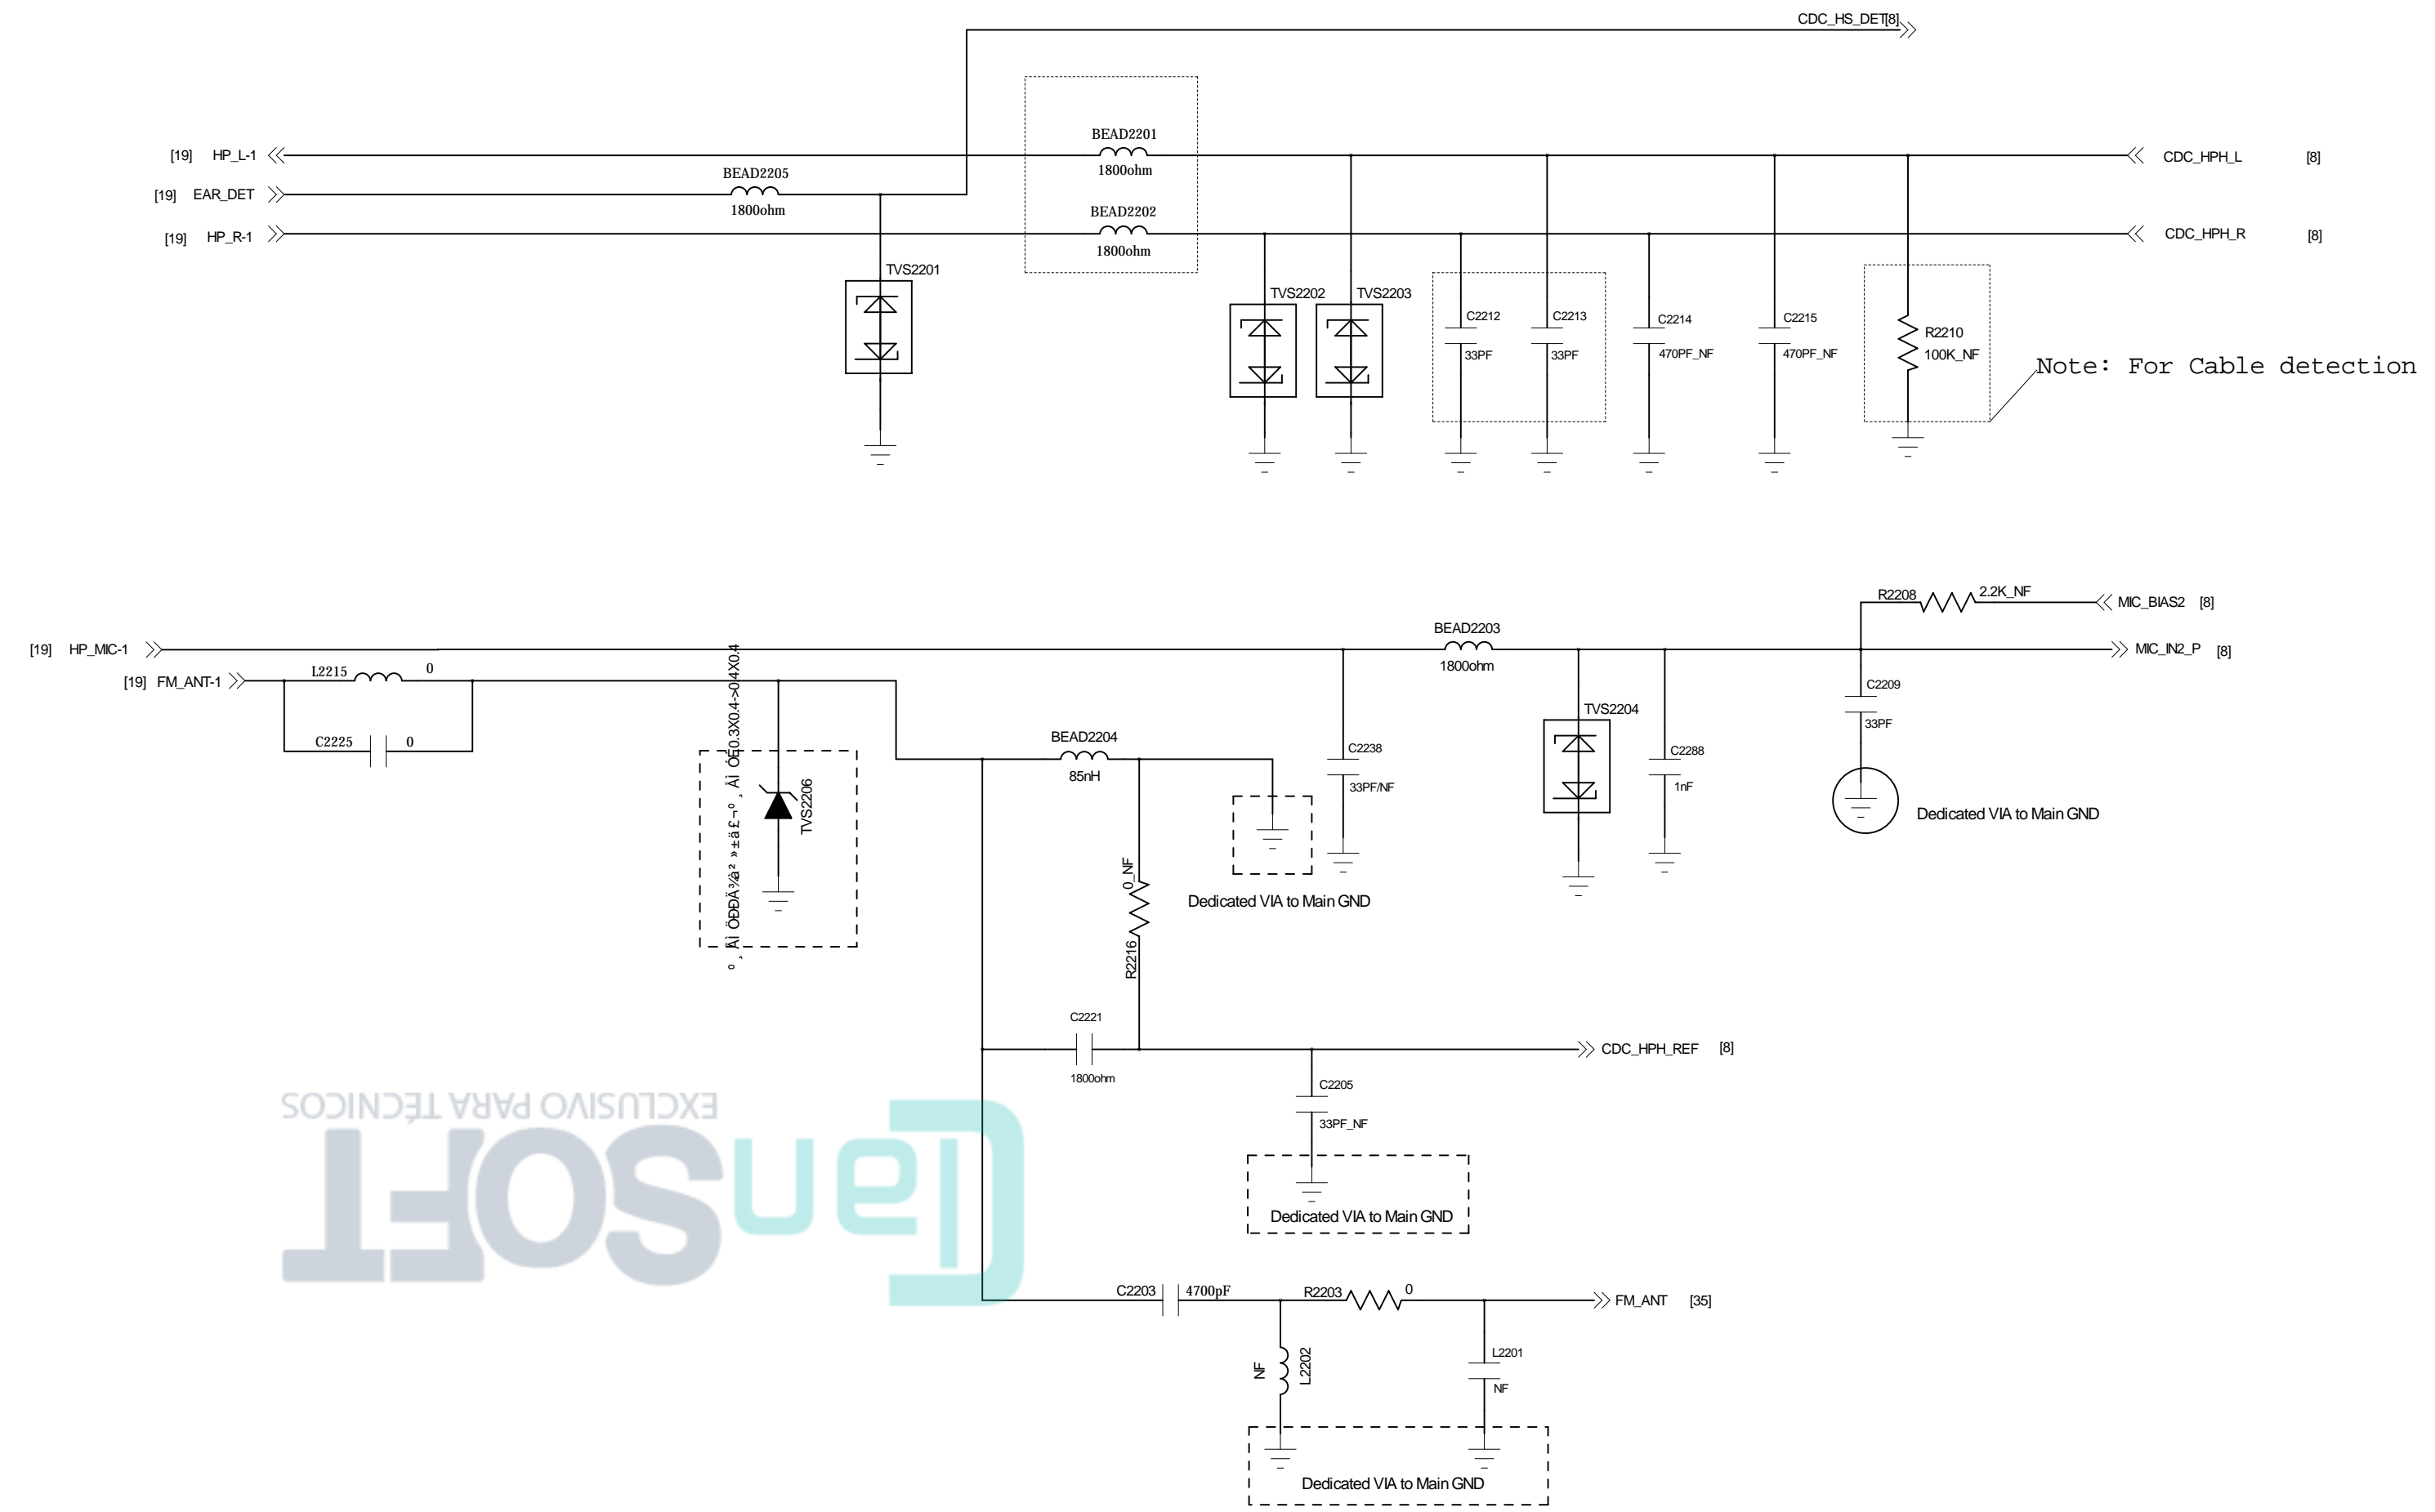 CDC_HS_DET[8]
BEAD2201
[19] HP_L-1
1800ohm
CDC_HPH_L [8]
BEAD2205
[19] EAR_DET
1800ohm
BEAD2202
[19] HP_R-1
1800ohm
CDC_HPH_R [8]
TVS2201
TVS2202
TVS2203
C2212
33PF
C2213
33PF
C2214
470PF_NF
C2215
470PF_NF
R2210
100K_NF
Note: For Cable detection
R2208
2.2K_NF
MIC_BIAS2 [8]
BEAD2203
[19] HP_MIC-1
1800ohm
MIC_IN2_P [8]
L2215
0
[19] FM_ANT-1
C2225
0
C2209
33PF
TVS2204
BEAD2204
85nH
C2238
33PF/NF
C2288
1nF
TVS2206
Dedicated VIA to Main GND
0_NF
Dedicated VIA to Main GND
R2216
C2221
CDC_HPH_REF [8]
1800ohm
C2205
33PF_NF
EXCLUSIVO PARA TÉCNICOS
ClanSOFT
Dedicated VIA to Main GND
C2203
4700pF
R2203
0
FM_ANT [35]
NF
L2202
L2201
NF
Dedicated VIA to Main GND